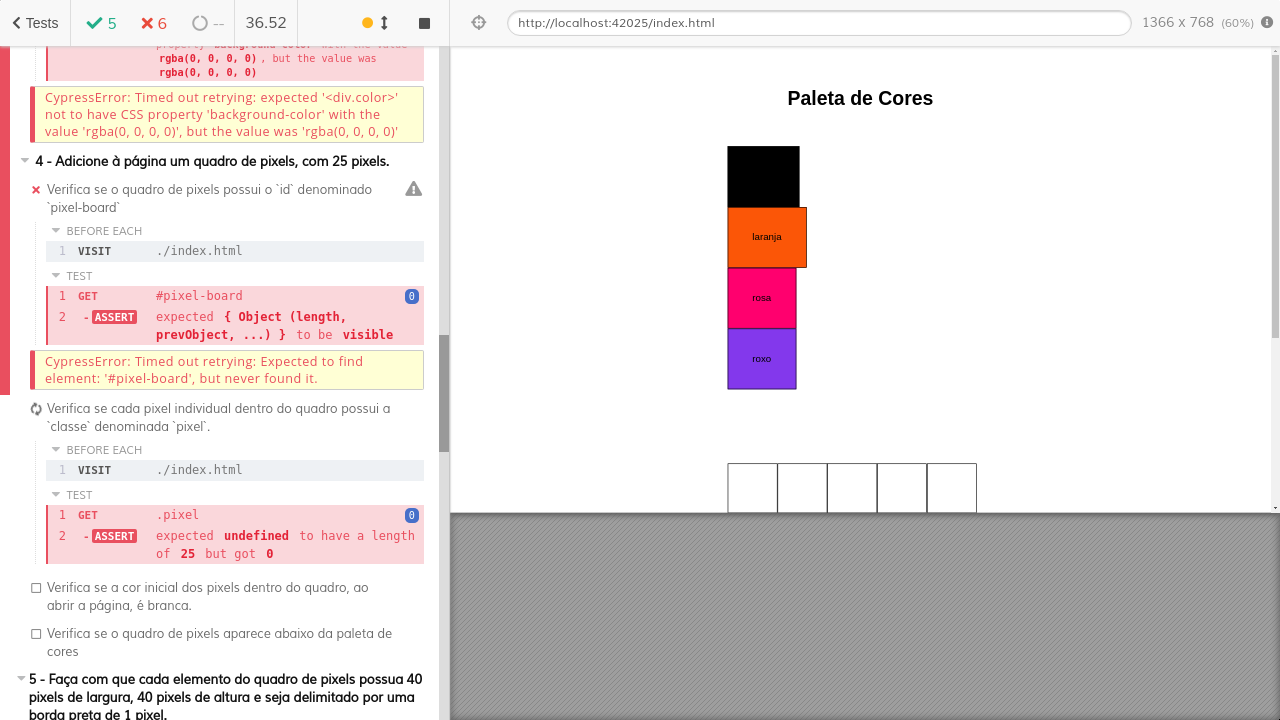 Tests
5
6
--
36.52
http://localhost:42025/index.html
1366 x 768 (60%)
property background-color with the value
rgba(0, 0, 0, 0), but the value was
rgba(0, 0, 0, 0)
CypressError: Timed out retrying: expected '<div.color>'
not to have CSS property 'background-color' with the
value 'rgba(0, 0, 0, 0)', but the value was 'rgba(0, 0, 0, 0)'
4 - Adicione à página um quadro de pixels, com 25 pixels.
Verifica se o quadro de pixels possui o `id` denominado
`pixel-board`
BEFORE EACH
1 VISIT ./index.html
TEST
1 GET #pixel-board 0
2 -ASSERT expected { Object (length,
prevObject, ...) } to be visible
CypressError: Timed out retrying: Expected to find
element: '#pixel-board', but never found it.
Verifica se cada pixel individual dentro do quadro possui a
`classe` denominada `pixel`.
BEFORE EACH
1 VISIT ./index.html
TEST
1 GET .pixel 0
2 -ASSERT expected undefined to have a length
of 25 but got 0
Verifica se a cor inicial dos pixels dentro do quadro, ao
abrir a página, é branca.
Verifica se o quadro de pixels aparece abaixo da paleta de
cores
5 - Faça com que cada elemento do quadro de pixels possua 40
pixels de largura, 40 pixels de altura e seja delimitado por uma
borda preta de 1 pixel.
Paleta de Cores
laranja
rosa
roxo